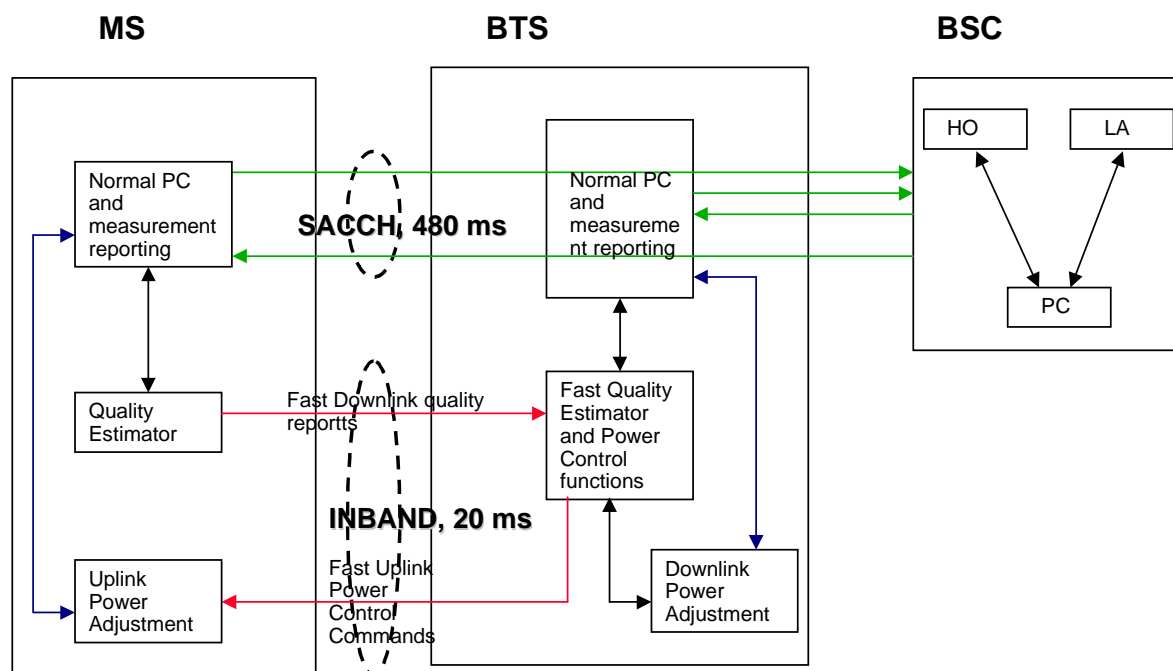 MS
BTS
BSC
HO
LA
Normal PC
and
measurement
reporting
Normal PC
and
measureme
nt reporting
SACCH, 480 ms
PC
Quality
Estimator
Fast Downlink quality
reportts
Fast Quality
Estimator
and Power
Control
functions
INBAND, 20 ms
Uplink
Power
Adjustment
Fast Uplink
Power
Control
Commands
Downlink
Power
Adjustment